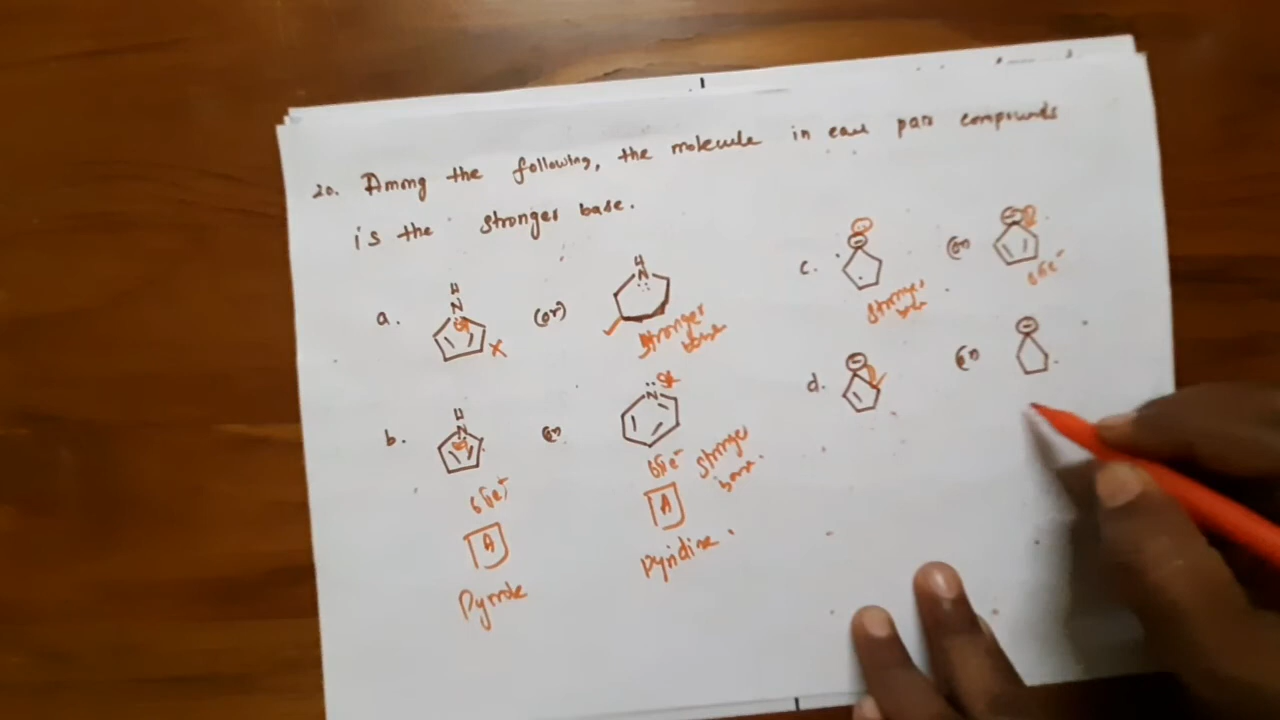 20. Among the following, the molecule in each pair compounds
is the stronger base.
a. H N (or) H N
Stronger base
b. H N (or) N
6πe⁻ 6πe⁻ Stronger base.
A A
Pyrrole Pyridine.
c. (or)
Stronger base 6πe⁻
d. (or)